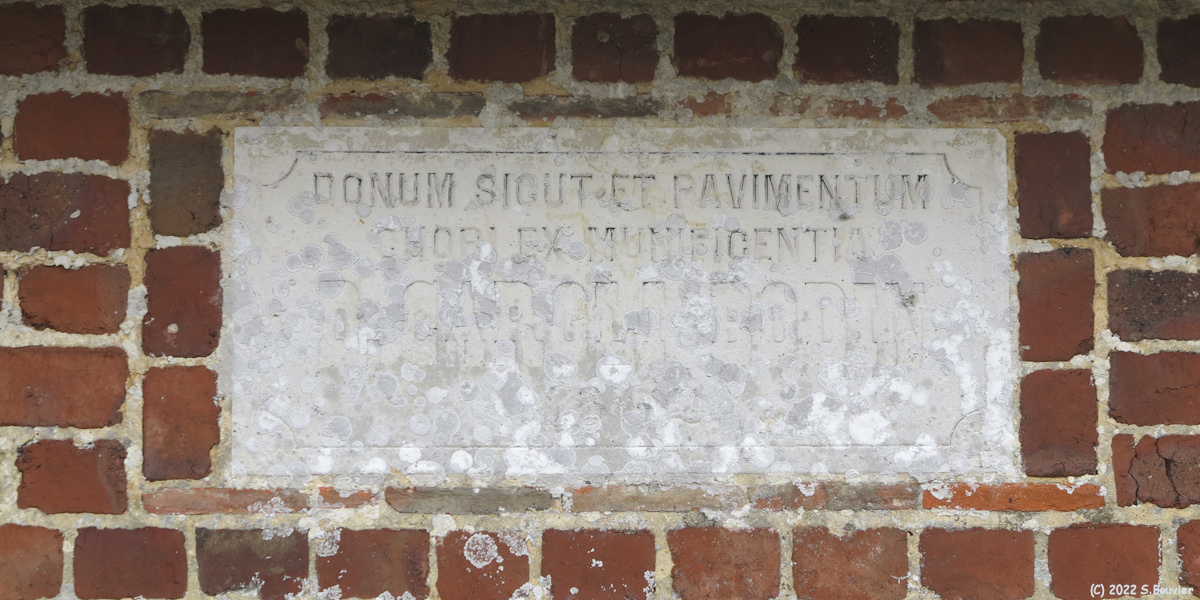 DONUM SICUT ET PAVIMENTUM
CHORI EX MUNIFICENTIA
D. CAROLI BODIN
(C) 2022 S.Bouvier